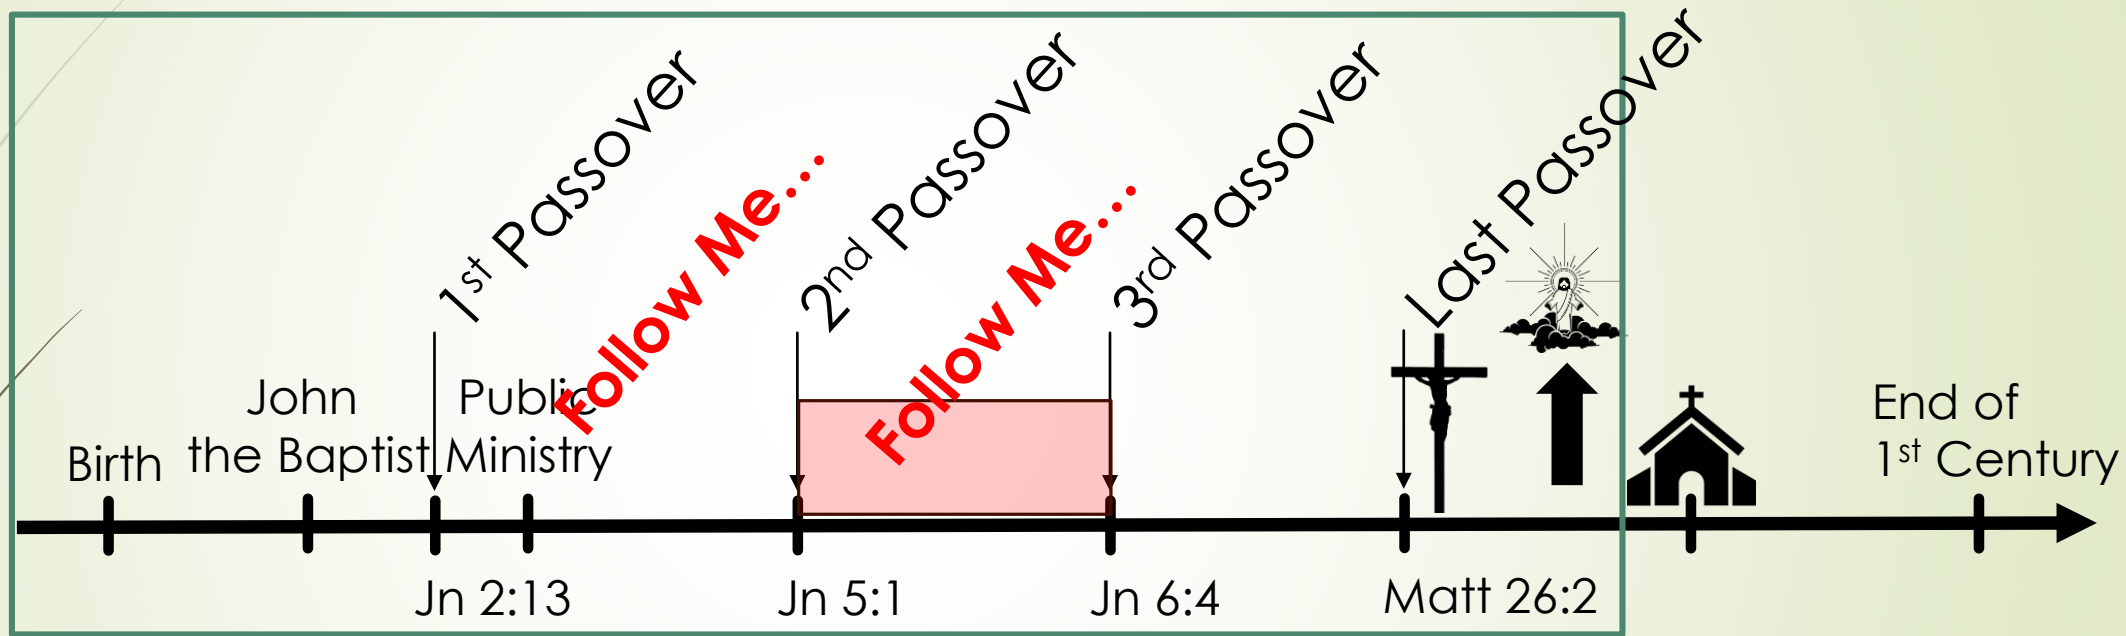 1st Passover
Follow Me...
2nd Passover
Follow Me...
3rd Passover
Last Passover
Birth
John
the Baptist
Public
Ministry
End of
1st Century
Jn 2:13
Jn 5:1
Jn 6:4
Matt 26:2